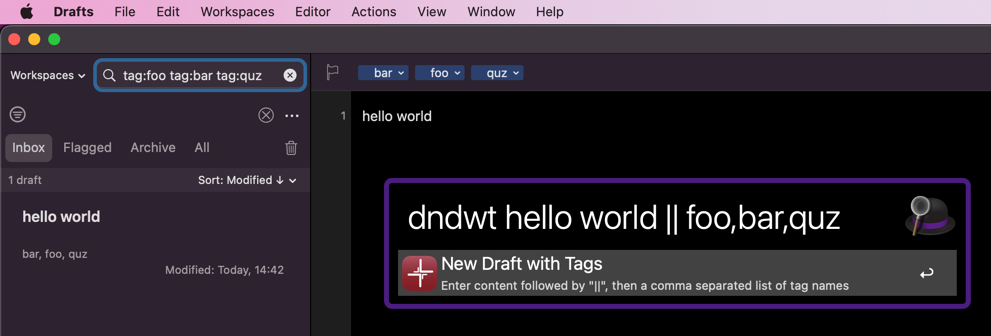 Drafts File Edit Workspaces Editor Actions View Window Help
Workspaces tag:foo tag:bar tag:quz
bar foo quz
Inbox Flagged Archive All
1 draft Sort: Modified ↓
hello world
bar, foo, quz
Modified: Today, 14:42
1 hello world
dndwt hello world || foo,bar,quz
New Draft with Tags
Enter content followed by "||", then a comma separated list of tag names